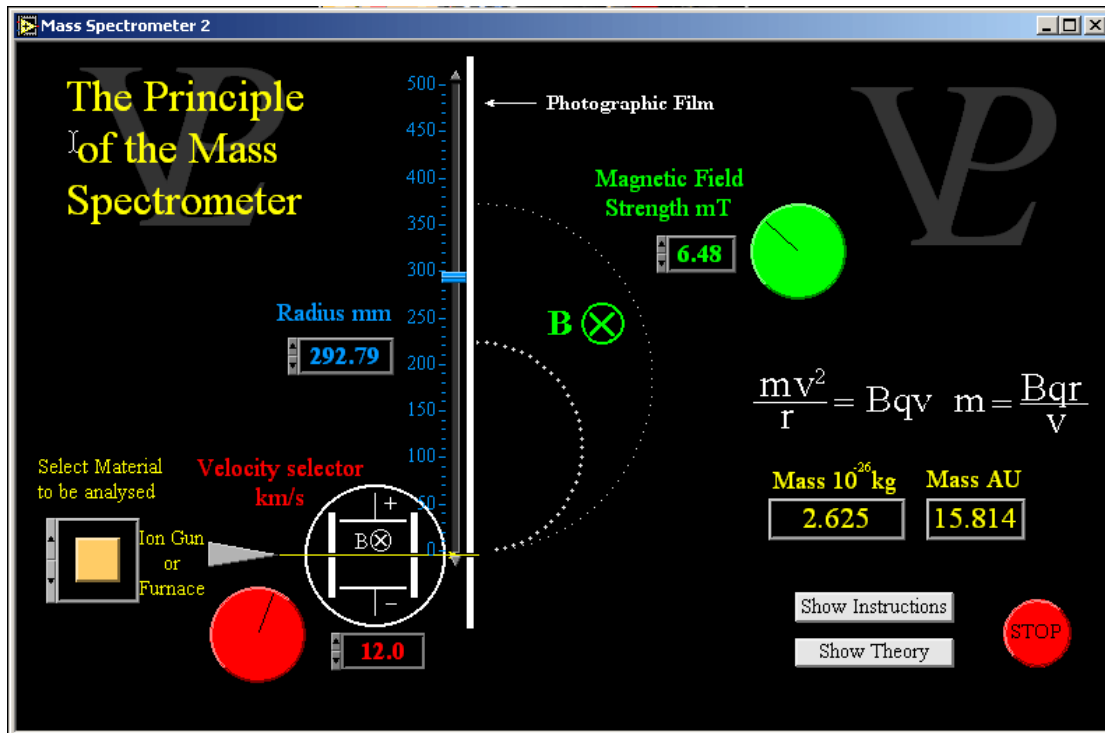 Mass Spectrometer 2
The Principle
of the Mass
Spectrometer
VPL
VPL
500
450
400
350
300
250
200
150
100
50
0
Photographic Film
Magnetic Field
Strength mT
6.48
B
Radius mm
292.79
mv²/r = Bqv m = Bqr/v
Select Material
to be analysed
Velocity selector
km/s
Mass 10⁻²⁶kg
2.625
Mass AU
15.814
Ion Gun
or
Furnace
+
B
−
12.0
Show Instructions
Show Theory
STOP